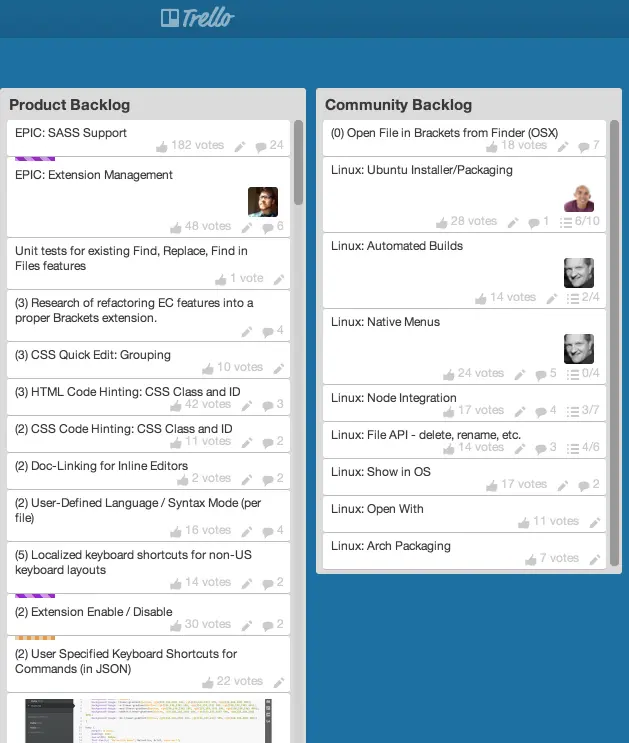 Trello
Product Backlog
EPIC: SASS Support
182 votes 24
EPIC: Extension Management
48 votes 6
Unit tests for existing Find, Replace, Find in
Files features
1 vote
(3) Research of refactoring EC features into a
proper Brackets extension.
4
(3) CSS Quick Edit: Grouping
10 votes
(3) HTML Code Hinting: CSS Class and ID
42 votes 3
(2) CSS Code Hinting: CSS Class and ID
11 votes 2
(2) Doc-Linking for Inline Editors
2 votes 2
(2) User-Defined Language / Syntax Mode (per
file)
16 votes 4
(5) Localized keyboard shortcuts for non-US
keyboard layouts
14 votes 2
(2) Extension Enable / Disable
30 votes 2
(2) User Specified Keyboard Shortcuts for
Commands (in JSON)
22 votes
Community Backlog
(0) Open File in Brackets from Finder (OSX)
18 votes 7
Linux: Ubuntu Installer/Packaging
28 votes 1 6/10
Linux: Automated Builds
14 votes 2/4
Linux: Native Menus
24 votes 5 0/4
Linux: Node Integration
17 votes 4 3/7
Linux: File API - delete, rename, etc.
14 votes 3 4/6
Linux: Show in OS
17 votes 2
Linux: Open With
11 votes
Linux: Arch Packaging
7 votes